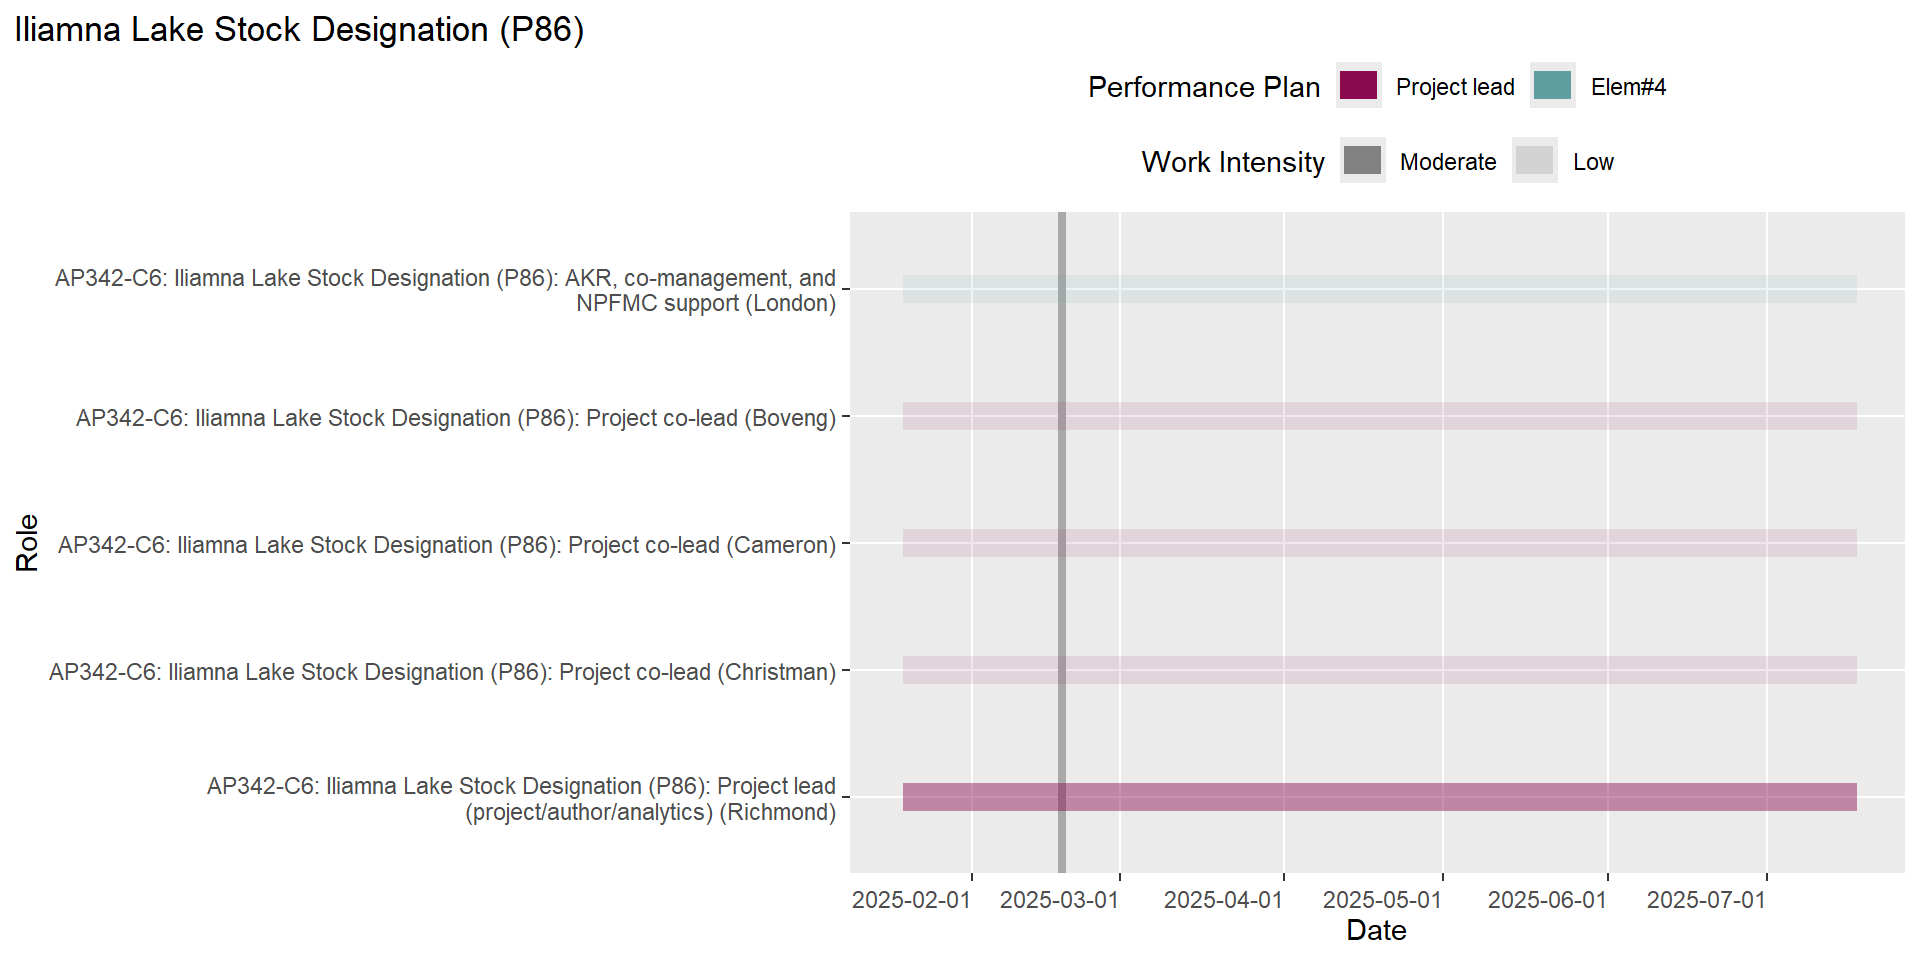 Iliamna Lake Stock Designation (P86)
Performance Plan Project lead Elem#4
Work Intensity Moderate Low
AP342-C6: Iliamna Lake Stock Designation (P86): AKR, co-management, and
NPFMC support (London)
AP342-C6: Iliamna Lake Stock Designation (P86): Project co-lead (Boveng)
AP342-C6: Iliamna Lake Stock Designation (P86): Project co-lead (Cameron)
AP342-C6: Iliamna Lake Stock Designation (P86): Project co-lead (Christman)
AP342-C6: Iliamna Lake Stock Designation (P86): Project lead
(project/author/analytics) (Richmond)
Role
2025-02-01 2025-03-01 2025-04-01 2025-05-01 2025-06-01 2025-07-01
Date